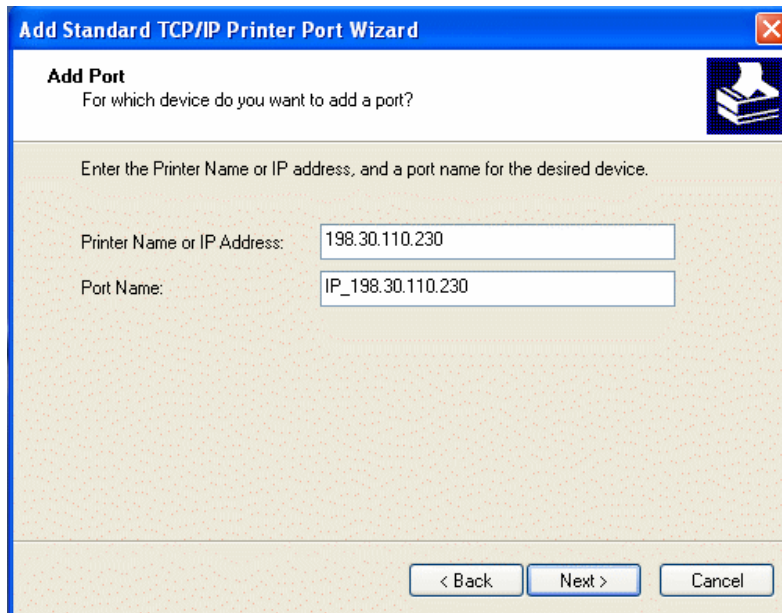 Add Standard TCP/IP Printer Port Wizard
Add Port
For which device do you want to add a port?
Enter the Printer Name or IP address, and a port name for the desired device.
Printer Name or IP Address: 198.30.110.230
Port Name: IP_198.30.110.230
< Back Next > Cancel